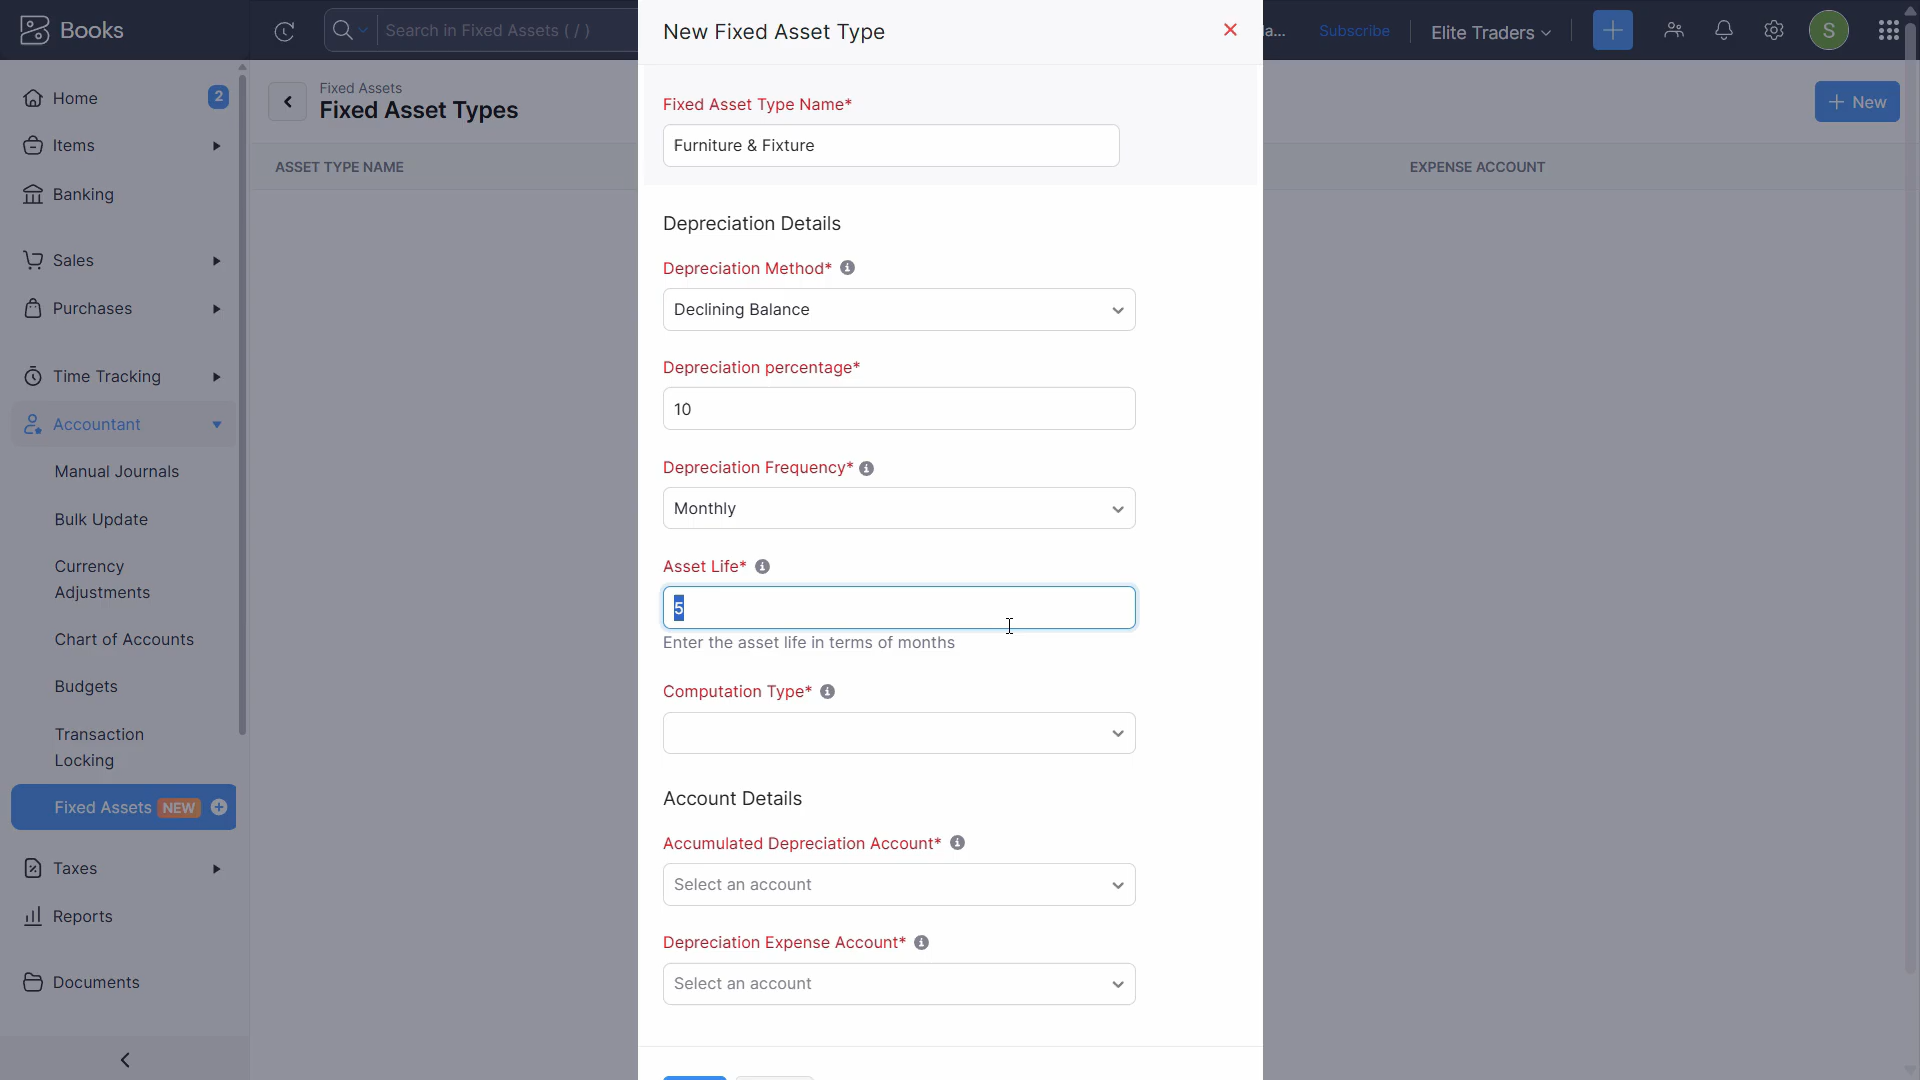 Books
Search in Fixed Assets ( / )
New Fixed Asset Type
Subscribe
Elite Traders
S
Home
2
Items
Banking
Sales
Purchases
Time Tracking
Accountant
Manual Journals
Bulk Update
Currency
Adjustments
Chart of Accounts
Budgets
Transaction
Locking
Fixed Assets NEW
Taxes
Reports
Documents
Fixed Assets
Fixed Asset Types
New
ASSET TYPE NAME
EXPENSE ACCOUNT
Fixed Asset Type Name*
Furniture & Fixture
Depreciation Details
Depreciation Method*
Declining Balance
Depreciation percentage*
10
Depreciation Frequency*
Monthly
Asset Life*
5
Enter the asset life in terms of months
Computation Type*
Account Details
Accumulated Depreciation Account*
Select an account
Depreciation Expense Account*
Select an account